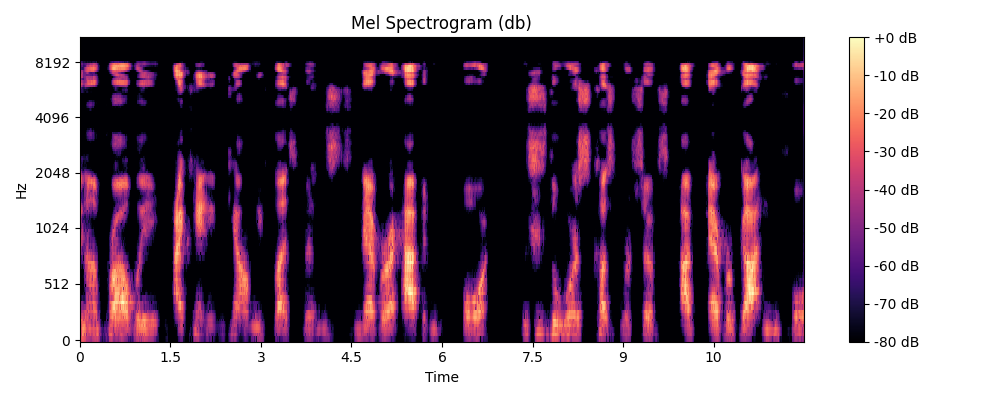 Mel Spectrogram (db)
8192
4096
2048
1024
512
0
Hz
0 1.5 3 4.5 6 7.5 9 10
Time
+0 dB
-10 dB
-20 dB
-30 dB
-40 dB
-50 dB
-60 dB
-70 dB
-80 dB